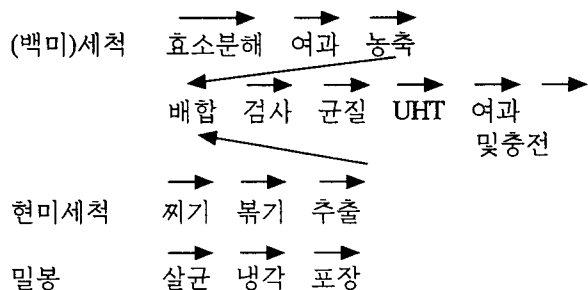 (백미)세척 효소분해 여과 농축
배합 검사 균질 UHT 여과
및충전
현미세척 찌기 볶기 추출
밀봉 살균 냉각 포장